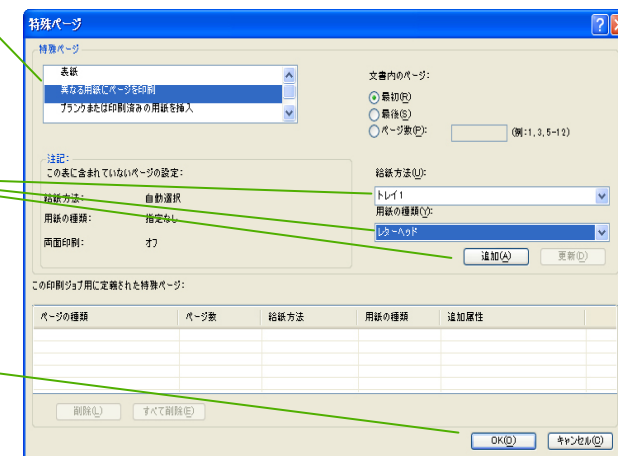 特殊ページ
特殊ページ
表紙
異なる用紙にページを印刷
ブランクまたは印刷済みの用紙を挿入
文書内のページ:
最初(R)
最後(S)
ページ数(P):
(例:1,3,5-12)
注記:
この表に含まれていないページの設定:
給紙方法:
自動選択
用紙の種類:
指定なし
両面印刷:
オフ
給紙方法(U):
トレイ1
用紙の種類(Y):
レターヘッド
追加(A)
更新(D)
この印刷ジョブ用に定義された特殊ページ:
ページの種類 ページ数 給紙方法 用紙の種類 追加属性
削除(L)
すべて削除(E)
OK(O)
キャンセル(C)